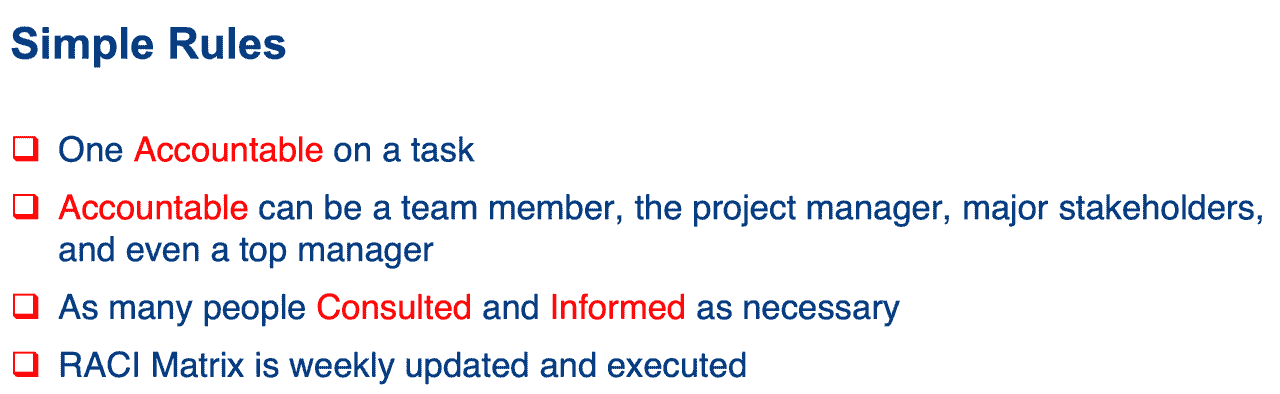 Simple Rules
One Accountable on a task
Accountable can be a team member, the project manager, major stakeholders,
and even a top manager
As many people Consulted and Informed as necessary
RACI Matrix is weekly updated and executed